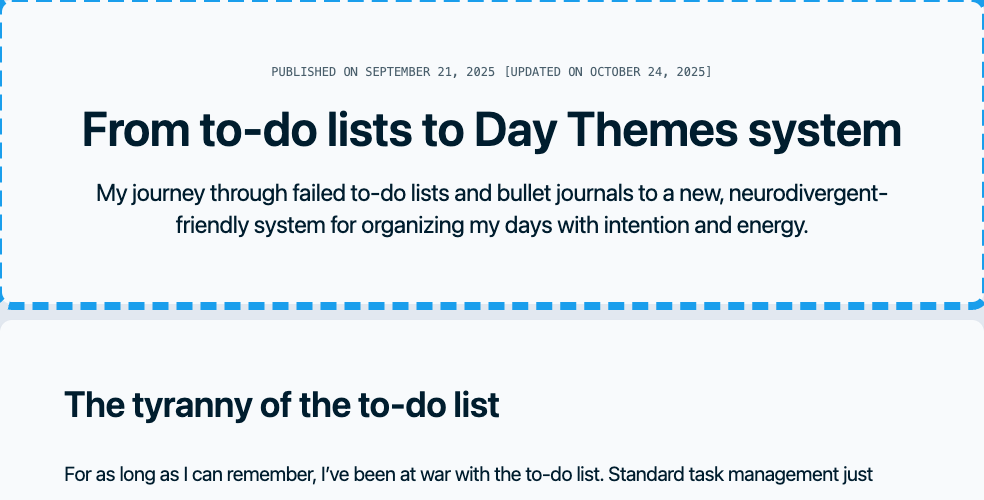 PUBLISHED ON SEPTEMBER 21, 2025 [UPDATED ON OCTOBER 24, 2025]
From to-do lists to Day Themes system
My journey through failed to-do lists and bullet journals to a new, neurodivergent-
friendly system for organizing my days with intention and energy.
The tyranny of the to-do list
For as long as I can remember, I’ve been at war with the to-do list. Standard task management just